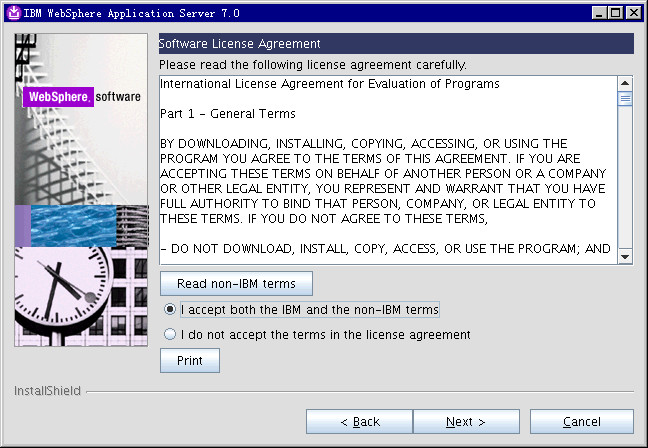 IBM WebSphere Application Server 7.0
WebSphere. software
Software License Agreement
Please read the following license agreement carefully.
International License Agreement for Evaluation of Programs
Part 1 - General Terms
BY DOWNLOADING, INSTALLING, COPYING, ACCESSING, OR USING THE
PROGRAM YOU AGREE TO THE TERMS OF THIS AGREEMENT. IF YOU ARE
ACCEPTING THESE TERMS ON BEHALF OF ANOTHER PERSON OR A COMPANY
OR OTHER LEGAL ENTITY, YOU REPRESENT AND WARRANT THAT YOU HAVE
FULL AUTHORITY TO BIND THAT PERSON, COMPANY, OR LEGAL ENTITY TO
THESE TERMS. IF YOU DO NOT AGREE TO THESE TERMS,
- DO NOT DOWNLOAD, INSTALL, COPY, ACCESS, OR USE THE PROGRAM; AND
Read non-IBM terms
I accept both the IBM and the non-IBM terms
I do not accept the terms in the license agreement
Print
InstallShield
< Back
Next >
Cancel